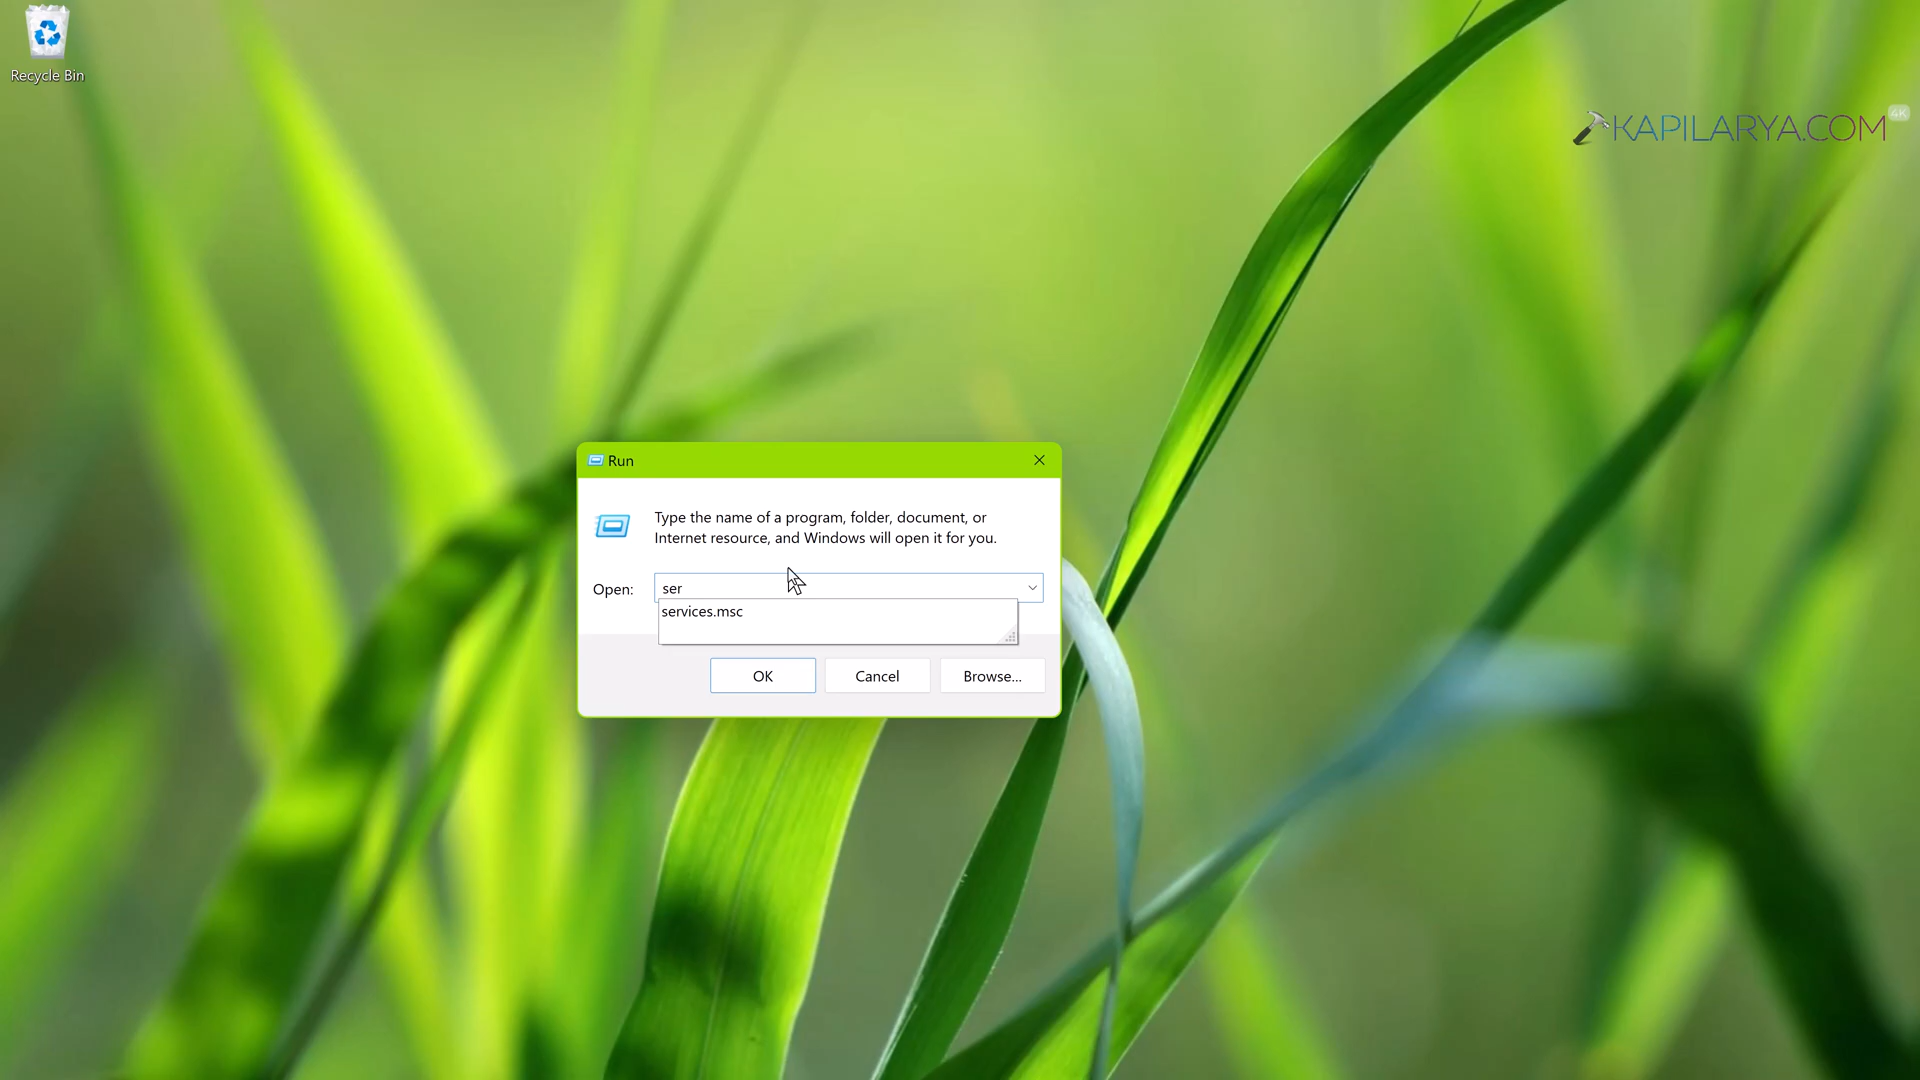 Recycle Bin
KAPILARYA.COM
4K
Run
Type the name of a program, folder, document, or
Internet resource, and Windows will open it for you.
Open:
ser
services.msc
OK
Cancel
Browse...